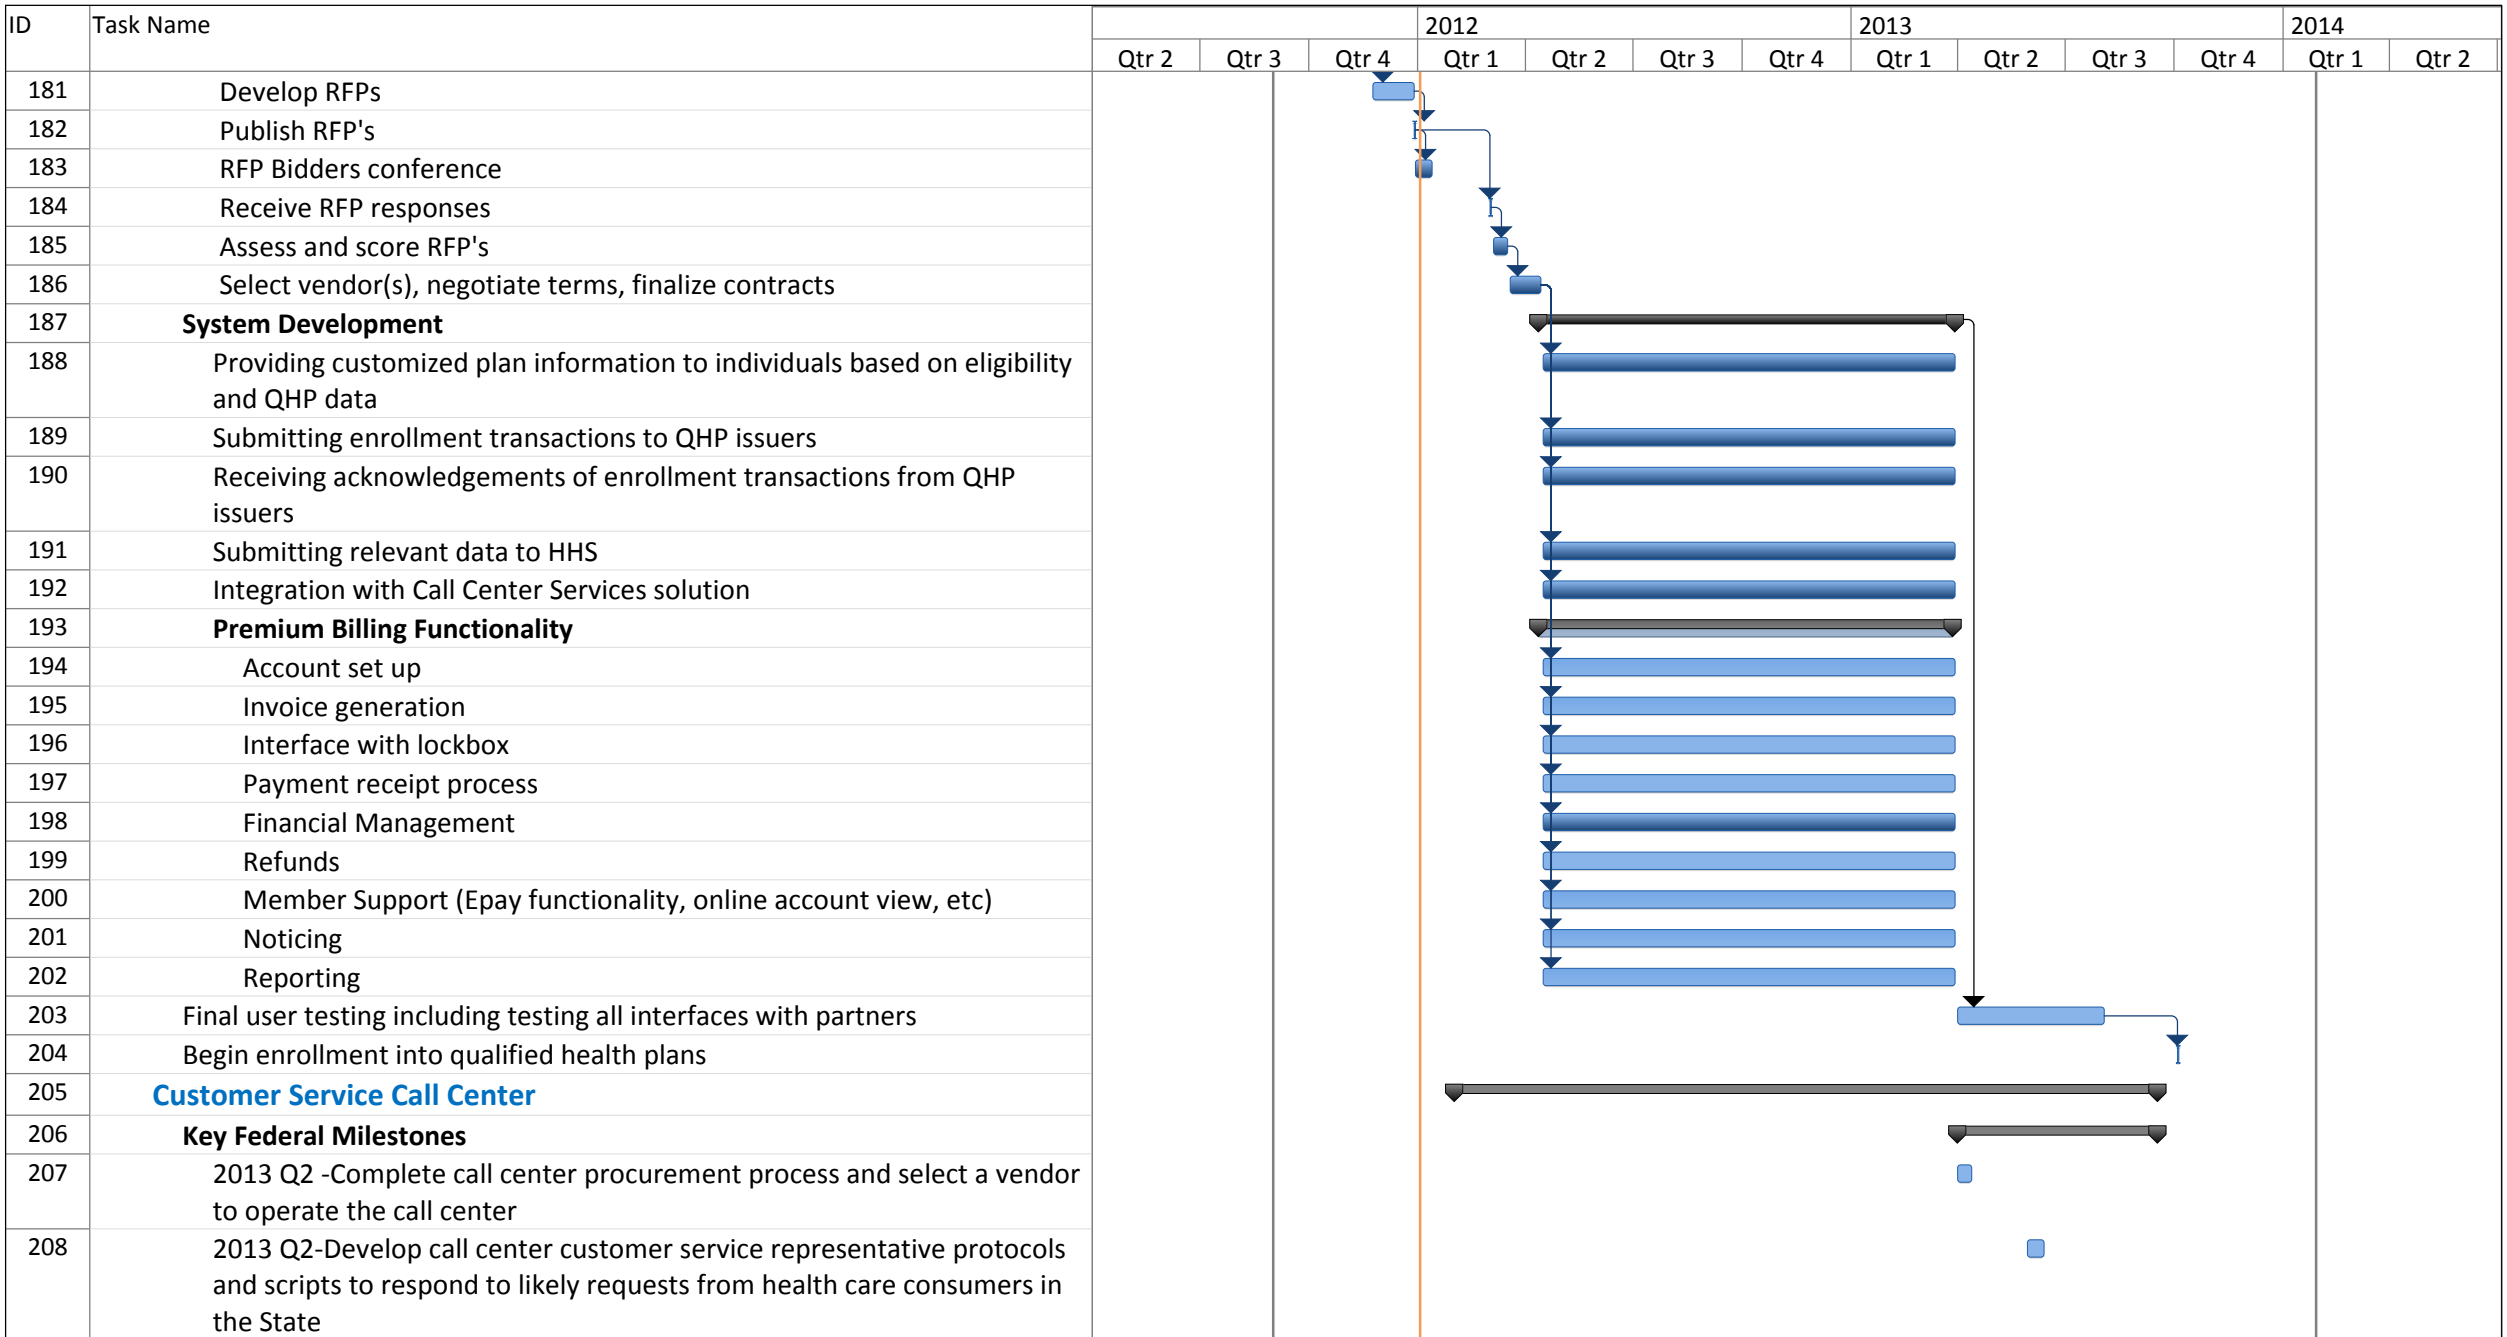 ID Task Name 2012 2013 2014
Qtr 2 Qtr 3 Qtr 4 Qtr 1 Qtr 2 Qtr 3 Qtr 4 Qtr 1 Qtr 2 Qtr 3 Qtr 4 Qtr 1 Qtr 2
181 Develop RFPs
182 Publish RFP's
183 RFP Bidders conference
184 Receive RFP responses
185 Assess and score RFP's
186 Select vendor(s), negotiate terms, finalize contracts
187 System Development
188 Providing customized plan information to individuals based on eligibility
and QHP data
189 Submitting enrollment transactions to QHP issuers
190 Receiving acknowledgements of enrollment transactions from QHP
issuers
191 Submitting relevant data to HHS
192 Integration with Call Center Services solution
193 Premium Billing Functionality
194 Account set up
195 Invoice generation
196 Interface with lockbox
197 Payment receipt process
198 Financial Management
199 Refunds
200 Member Support (Epay functionality, online account view, etc)
201 Noticing
202 Reporting
203 Final user testing including testing all interfaces with partners
204 Begin enrollment into qualified health plans
205 Customer Service Call Center
206 Key Federal Milestones
207 2013 Q2 -Complete call center procurement process and select a vendor
to operate the call center
208 2013 Q2-Develop call center customer service representative protocols
and scripts to respond to likely requests from health care consumers in
the State